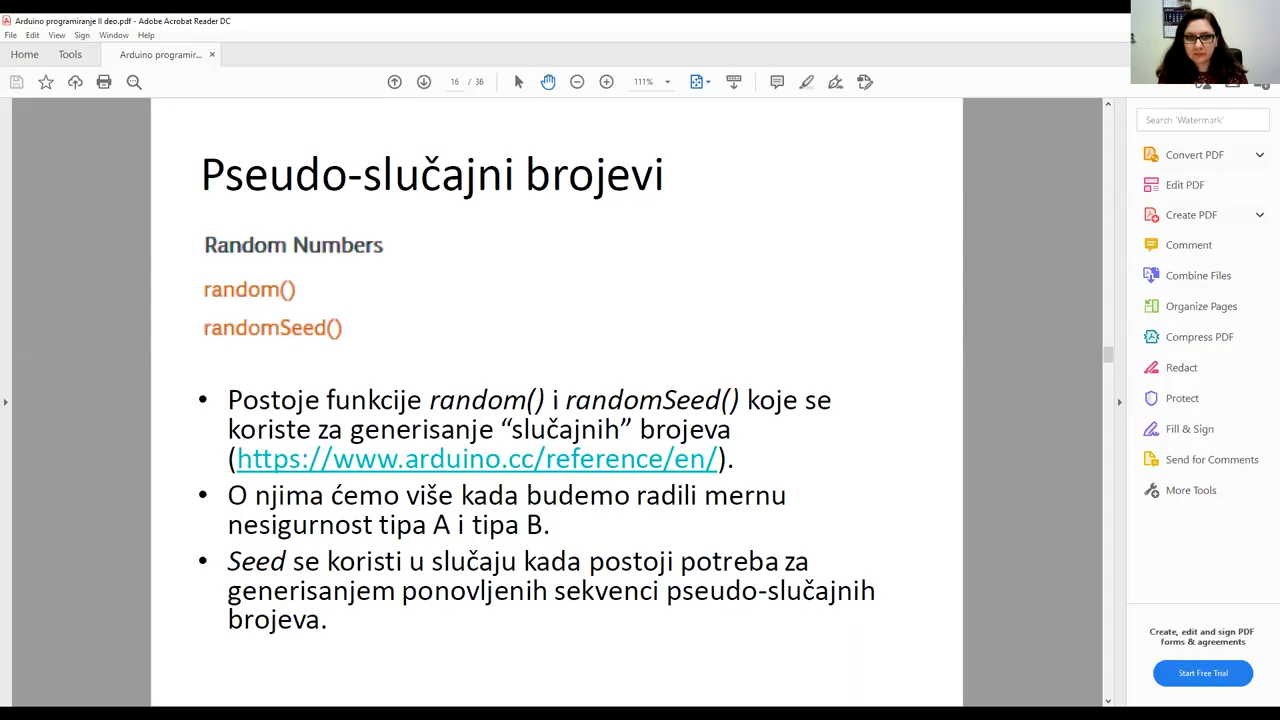 Arduino programiranje II deo.pdf - Adobe Acrobat Reader DC
File Edit View Sign Window Help
Home Tools Arduino programir... ×
16 / 36 111%
Search 'Watermark'
Pseudo-slučajni brojevi
Random Numbers
random()
randomSeed()
• Postoje funkcije random() i randomSeed() koje se
koriste za generisanje “slučajnih” brojeva
(https://www.arduino.cc/reference/en/).
• O njima ćemo više kada budemo radili mernu
nesigurnost tipa A i tipa B.
• Seed se koristi u slučaju kada postoji potreba za
generisanjem ponovljenih sekvenci pseudo-slučajnih
brojeva.
Convert PDF
Edit PDF
Create PDF
Comment
Combine Files
Organize Pages
Compress PDF
Redact
Protect
Fill & Sign
Send for Comments
More Tools
Create, edit and sign PDF
forms & agreements
Start Free Trial